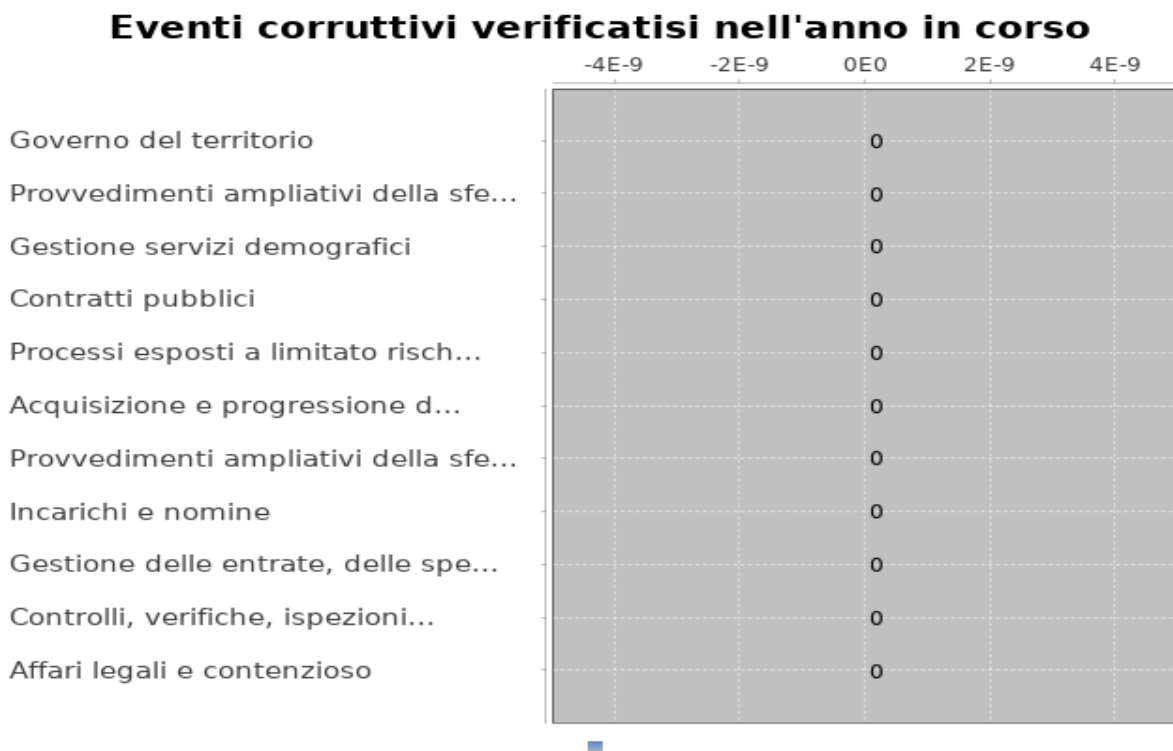 Eventi corruttivi verificatisi nell'anno in corso
-4E-9 -2E-9 0E0 2E-9 4E-9
Governo del territorio 0
Provvedimenti ampliativi della sfe... 0
Gestione servizi demografici 0
Contratti pubblici 0
Processi esposti a limitato risch... 0
Acquisizione e progressione d... 0
Provvedimenti ampliativi della sfe... 0
Incarichi e nomine 0
Gestione delle entrate, delle spe... 0
Controlli, verifiche, ispezioni... 0
Affari legali e contenzioso 0